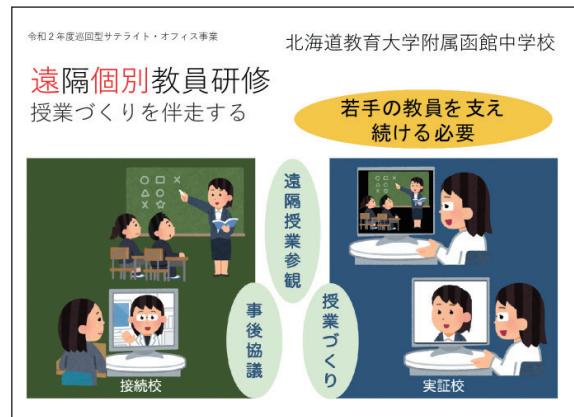 令和2年度巡回型サテライト・オフィス事業
北海道教育大学附属函館中学校
遠隔個別教員研修
授業づくりを伴走する
若手の教員を支え
続ける必要
遠隔授業参観
事後協議
授業づくり
接続校
実証校